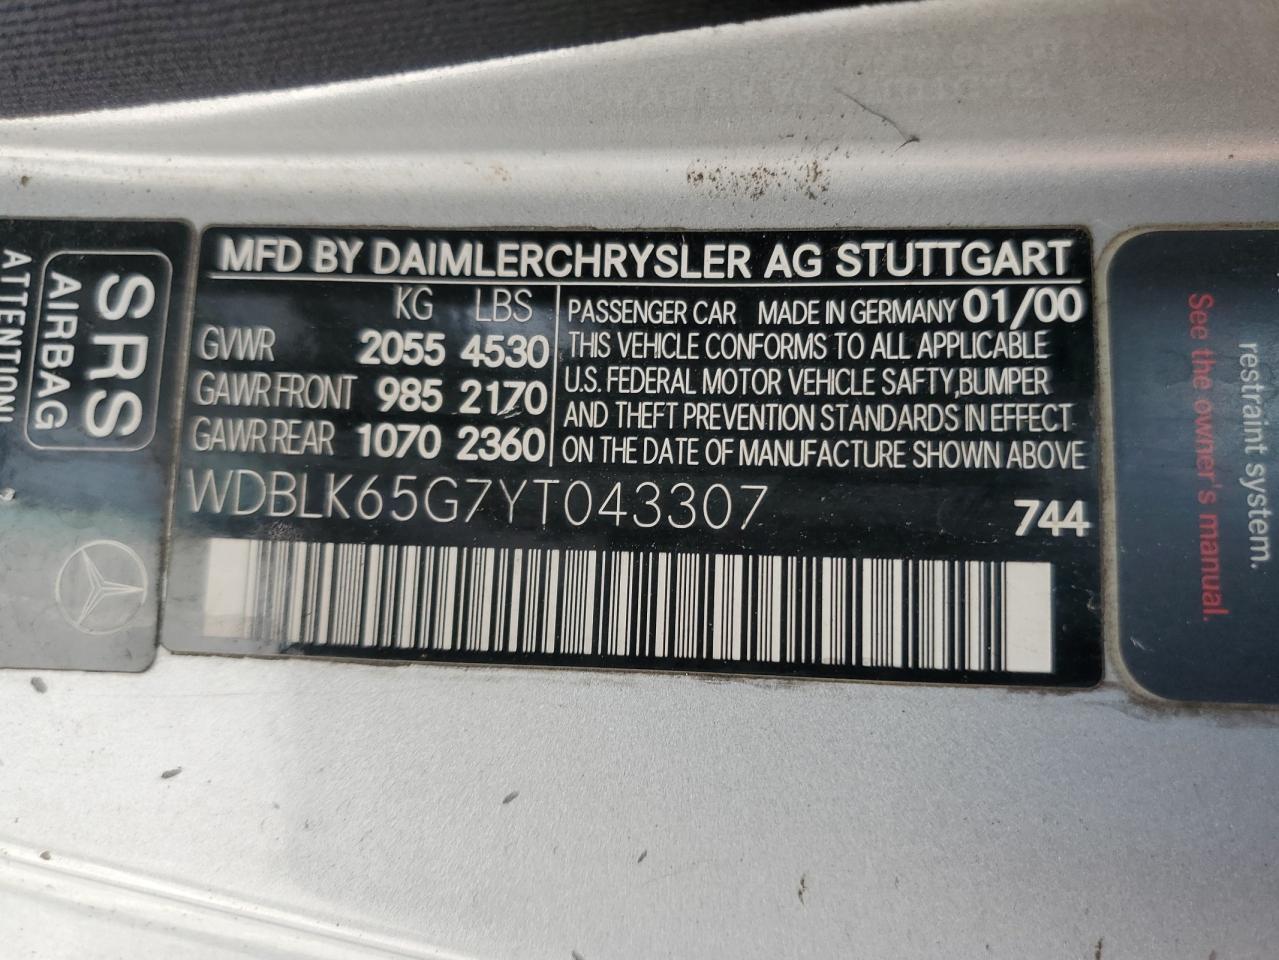 SRS
AIRBAG
ATTENTION
MFD BY DAIMLERCHRYSLER AG STUTTGART
KG LBS
GVWR 2055 4530
GAWR FRONT 985 2170
GAWR REAR 1070 2360
PASSENGER CAR MADE IN GERMANY 01/00
THIS VEHICLE CONFORMS TO ALL APPLICABLE
U.S. FEDERAL MOTOR VEHICLE SAFTY,BUMPER
AND THEFT PREVENTION STANDARDS IN EFFECT
ON THE DATE OF MANUFACTURE SHOWN ABOVE
WDBLK65G7YT043307
744
restraint system.
See the owner's manual.